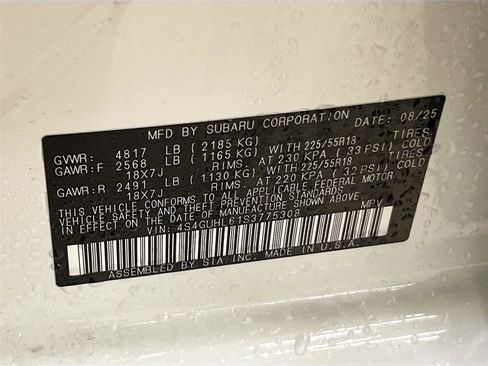 MFD BY SUBARU CORPORATION DATE 08/25
GVWR: 4817 LB (2185 KG)
GAWR:F 2568 LB (1165 KG) WITH 225/55R18 TIRES,
18X7J RIMS, AT 230 KPA (33 PSI) COLD
GAWR:R 2491 LB (1130 KG) WITH 225/55R18 TIRES,
18X7J RIMS, AT 220 KPA (32 PSI) COLD
THIS VEHICLE CONFORMS TO ALL APPLICABLE FEDERAL MOTOR
VEHICLE SAFETY STANDARDS
IN EFFECT ON THE DATE OF MANUFACTURE SHOWN ABOVE.
VIN: 4S4GUHL61S3775308 MPV
ASSEMBLED BY SIA INC. MADE IN U.S.A.